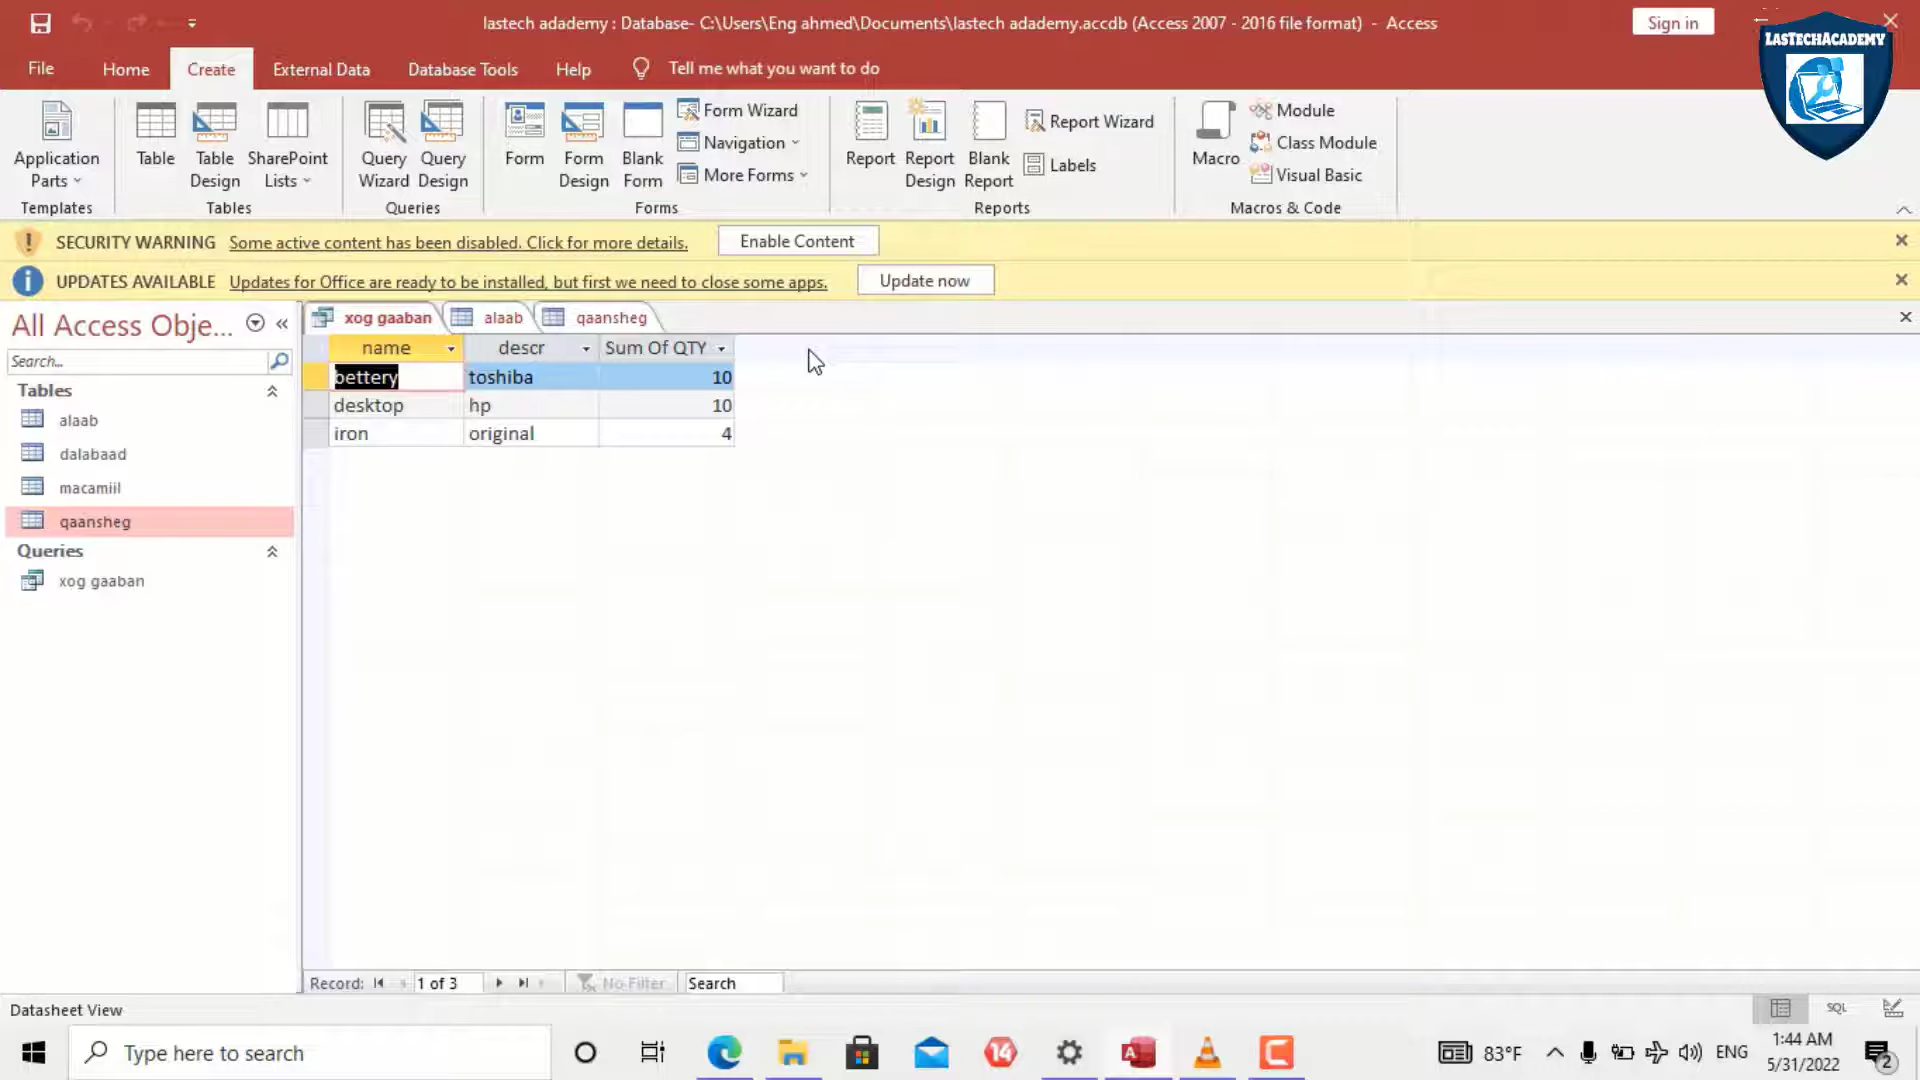 lastech adademy : Database- C:\Users\Eng ahmed\Documents\lastech adademy.accdb (Access 2007 - 2016 file format) - Access
Sign in
LASTECHACADEMY
File Home Create External Data Database Tools Help Tell me what you want to do
Application Parts
Table
Table Design
SharePoint Lists
Query Wizard
Query Design
Form
Form Design
Blank Form
Form Wizard
Navigation
More Forms
Report
Report Design
Blank Report
Report Wizard
Labels
Macro
Module
Class Module
Visual Basic
Templates Tables Queries Forms Reports Macros & Code
SECURITY WARNING Some active content has been disabled. Click for more details. Enable Content
UPDATES AVAILABLE Updates for Office are ready to be installed, but first we need to close some apps. Update now
All Access Obje...
Search...
Tables
alaab
dalabaad
macamiil
qaansheg
Queries
xog gaaban
xog gaaban alaab qaansheg
name descr Sum Of QTY
bettery toshiba 10
desktop hp 10
iron original 4
Record: 1 of 3 No Filter Search
Datasheet View
SQL
Type here to search
14
83°F
ENG
1:44 AM
5/31/2022
2